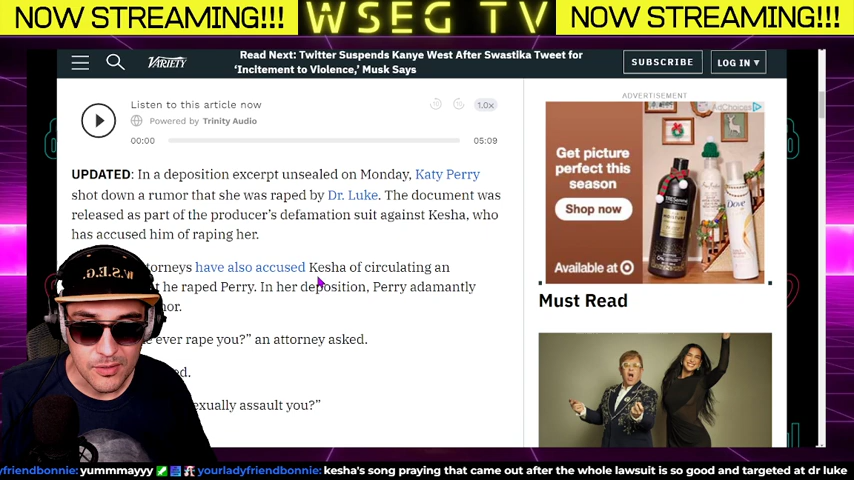 NOW STREAMING!!!
WSEG TV
NOW STREAMING!!!
VARIETY
Read Next: Twitter Suspends Kanye West After Swastika Tweet for
‘Incitement to Violence,’ Musk Says
SUBSCRIBE
LOG IN ▾
Listen to this article now
Powered by Trinity Audio
1.0x
00:00
05:09
UPDATED: In a deposition excerpt unsealed on Monday, Katy Perry
shot down a rumor that she was raped by Dr. Luke. The document was
released as part of the producer’s defamation suit against Kesha, who
has accused him of raping her.
torneys have also accused Kesha of circulating an
t he raped Perry. In her deposition, Perry adamantly
mor.
e ever rape you?” an attorney asked.
ed.
exually assault you?”
W.S.E.G.
ADVERTISEMENT
AdChoices
Get picture
perfect this
season
Shop now
Available at
TRESemmé
Dove
Must Read
yfriendbonnie: yummmayyy
yourladyfriendbonnie: kesha's song praying that came out after the whole lawsuit is so good and targeted at dr luke